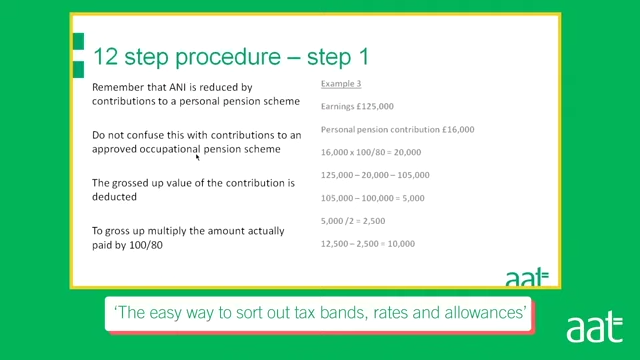 12 step procedure – step 1
Remember that ANI is reduced by
contributions to a personal pension scheme
Do not confuse this with contributions to an
approved occupational pension scheme
The grossed up value of the contribution is
deducted
To gross up multiply the amount actually
paid by 100/80
Example 3
Earnings £125,000
Personal pension contribution £16,000
16,000 x 100/80 = 20,000
125,000 – 20,000 – 105,000
105,000 – 100,000 = 5,000
5,000 /2 = 2,500
12,500 – 2,500 = 10,000
aat
‘The easy way to sort out tax bands, rates and allowances’
aat